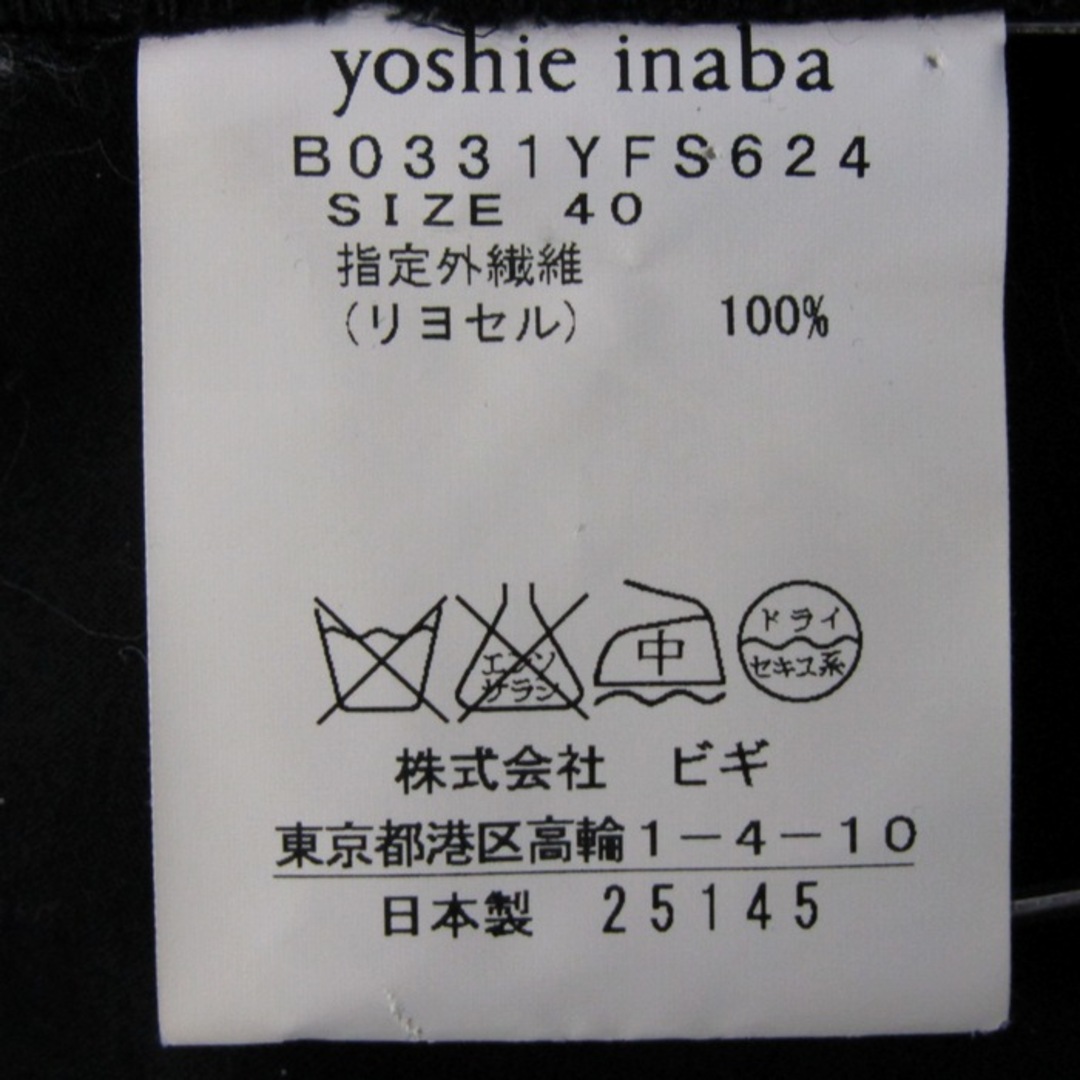 yoshie inaba
B0331YFS624
SIZE 40
指定外繊維
(リヨセル) 100%
エンソ
サラシ
中
ドライ
セキユ系
株式会社 ビギ
東京都港区高輪1-4-10
日本製 25145